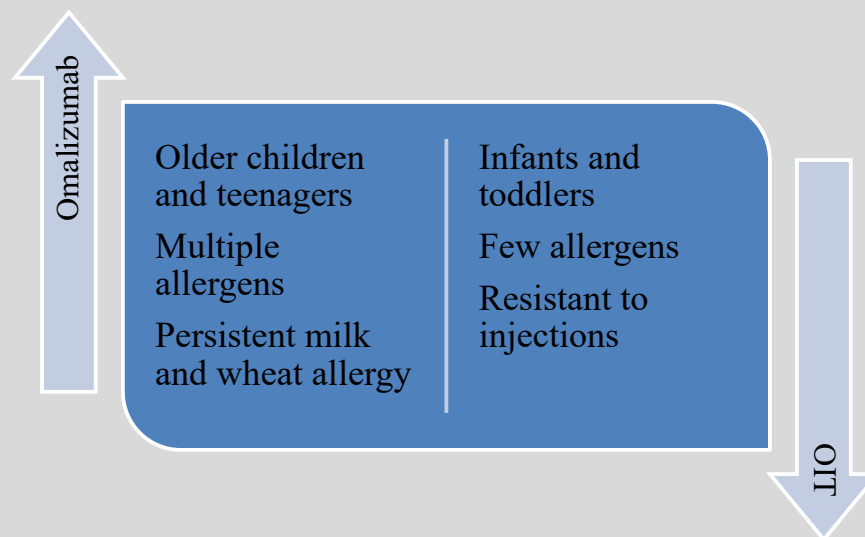 Omalizumab
Older children
and teenagers
Multiple
allergens
Persistent milk
and wheat allergy
Infants and
toddlers
Few allergens
Resistant to
injections
OIT